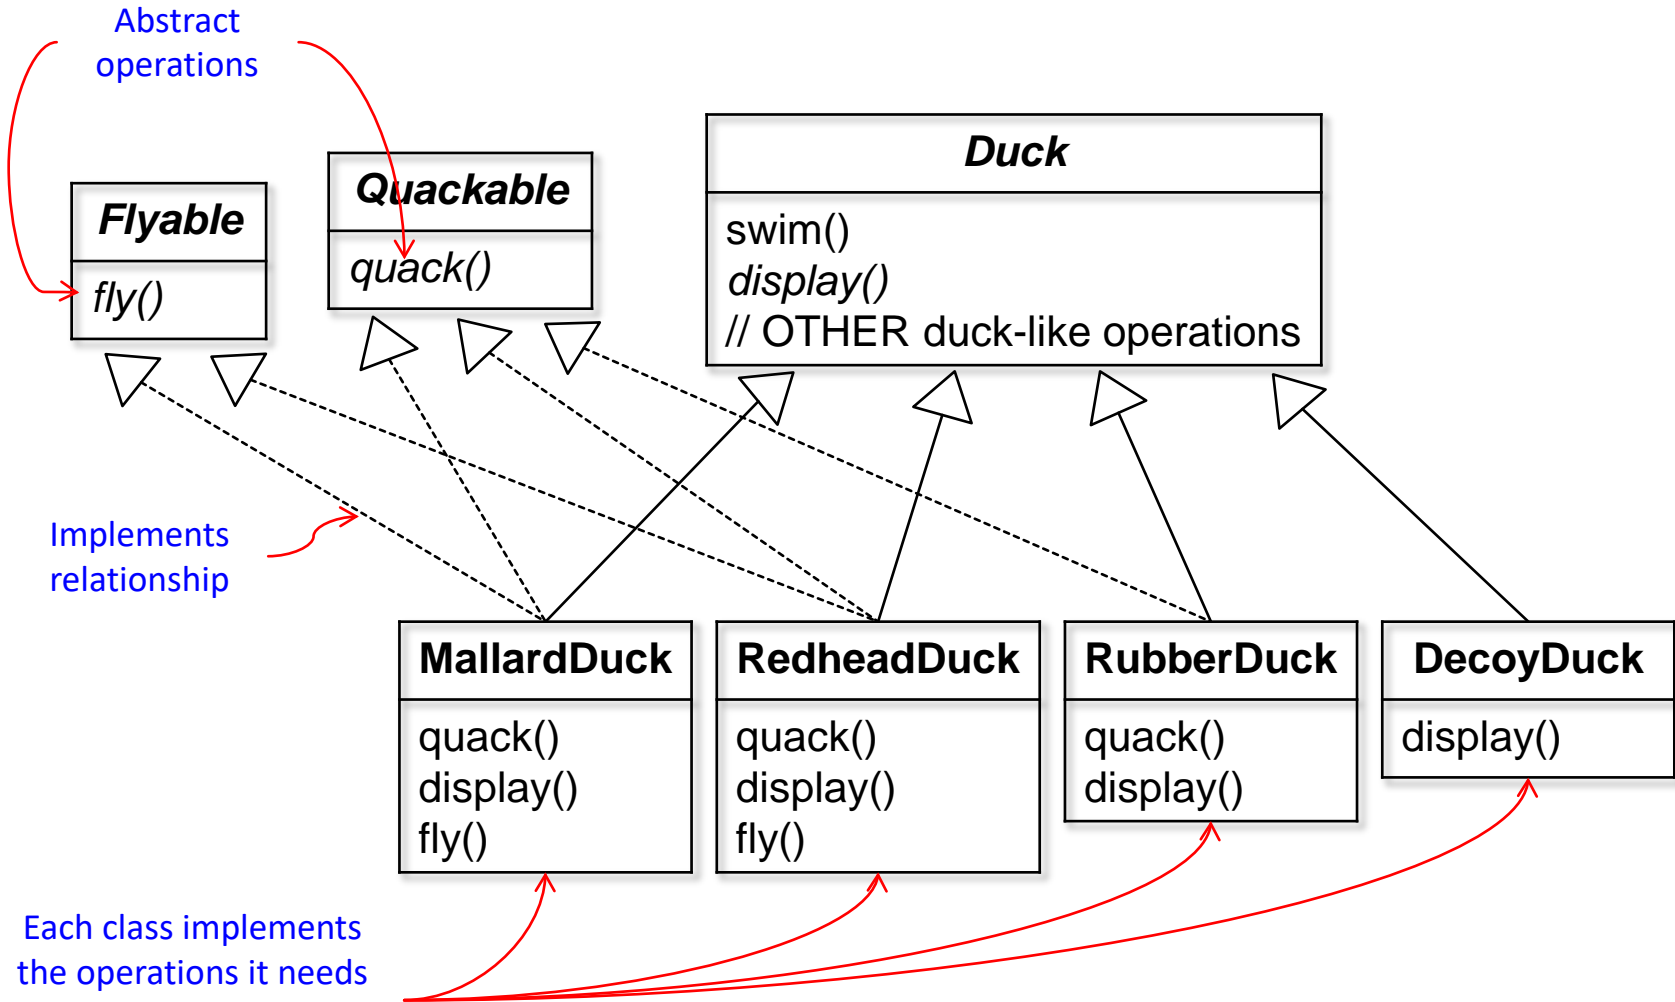 Abstract
operations
Flyable
fly()
Quackable
quack()
Duck
swim()
display()
// OTHER duck-like operations
Implements
relationship
MallardDuck
quack()
display()
fly()
RedheadDuck
quack()
display()
fly()
RubberDuck
quack()
display()
DecoyDuck
display()
Each class implements
the operations it needs